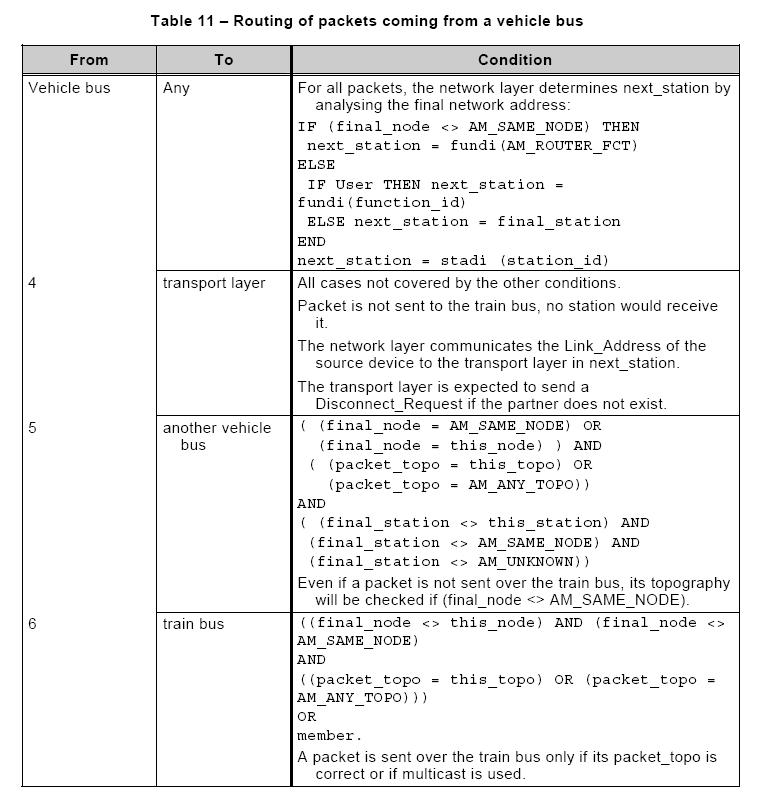 Table 11 – Routing of packets coming from a vehicle bus
From To Condition
Vehicle bus Any For all packets, the network layer determines next_station by
analysing the final network address:
IF (final_node <> AM_SAME_NODE) THEN
next_station = fundi(AM_ROUTER_FCT)
ELSE
IF User THEN next_station =
fundi(function_id)
ELSE next_station = final_station
END
next_station = stadi (station_id)
4 transport layer All cases not covered by the other conditions.
Packet is not sent to the train bus, no station would receive
it.
The network layer communicates the Link_Address of the
source device to the transport layer in next_station.
The transport layer is expected to send a
Disconnect_Request if the partner does not exist.
5 another vehicle ( (final_node = AM_SAME_NODE) OR
bus (final_node = this_node) ) AND
( (packet_topo = this_topo) OR
(packet_topo = AM_ANY_TOPO))
AND
( (final_station <> this_station) AND
(final_station <> AM_SAME_NODE) AND
(final_station <> AM_UNKNOWN))
Even if a packet is not sent over the train bus, its topography
will be checked if (final_node <> AM_SAME_NODE).
6 train bus ((final_node <> this_node) AND (final_node <>
AM_SAME_NODE)
AND
((packet_topo = this_topo) OR (packet_topo =
AM_ANY_TOPO)))
OR
member.
A packet is sent over the train bus only if its packet_topo is
correct or if multicast is used.